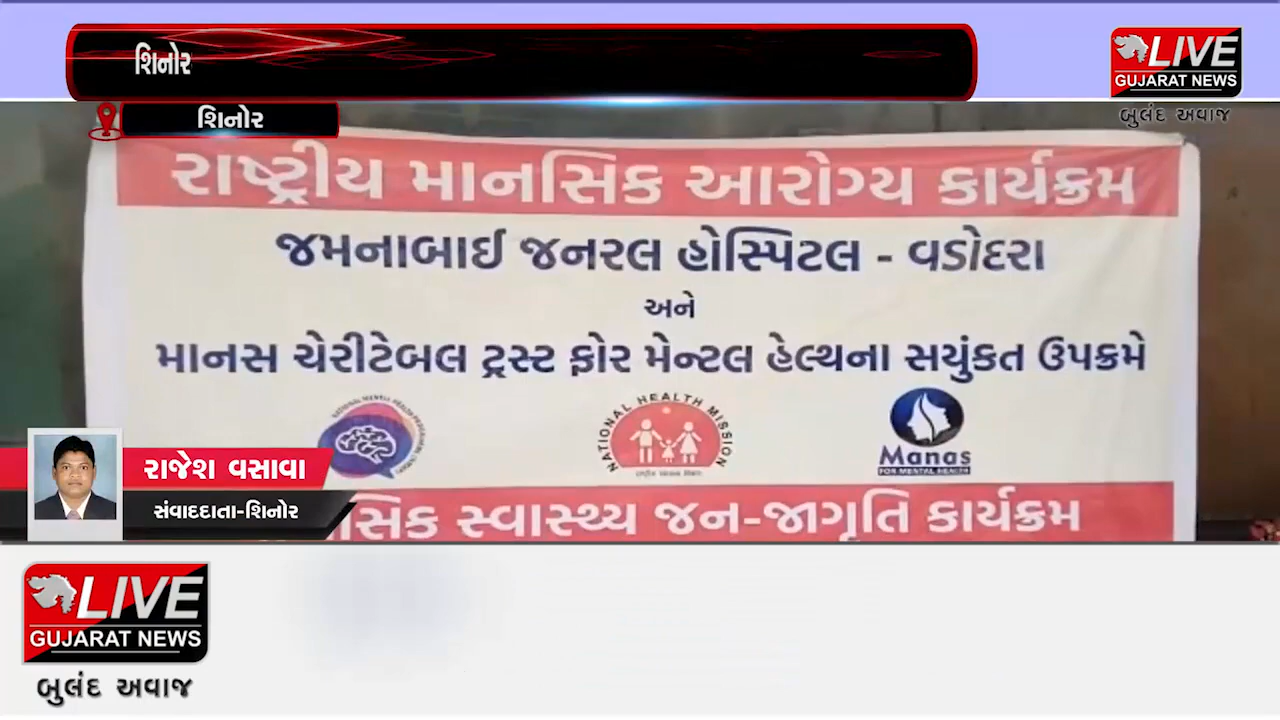 શિનોર
LIVE
GUJARAT NEWS
બુલંદ અવાજ
શિનોર
રાષ્ટ્રીય માનસિક આરોગ્ય કાર્યક્રમ
જમનાબાઈ જનરલ હોસ્પિટલ - વડોદરા
અને
માનસ ચેરીટેબલ ટ્રસ્ટ ફોર મેન્ટલ હેલ્થના સયુંકત ઉપક્રમે
NATIONAL HEALTH MISSION
Manas
FOR MENTAL HEALTH
રાજેશ વસાવા
સંવાદદાતા-શિનોર
સ્વાસ્થ્ય જન-જાગૃતિ કાર્યક્રમ
LIVE
GUJARAT NEWS
બુલંદ અવાજ